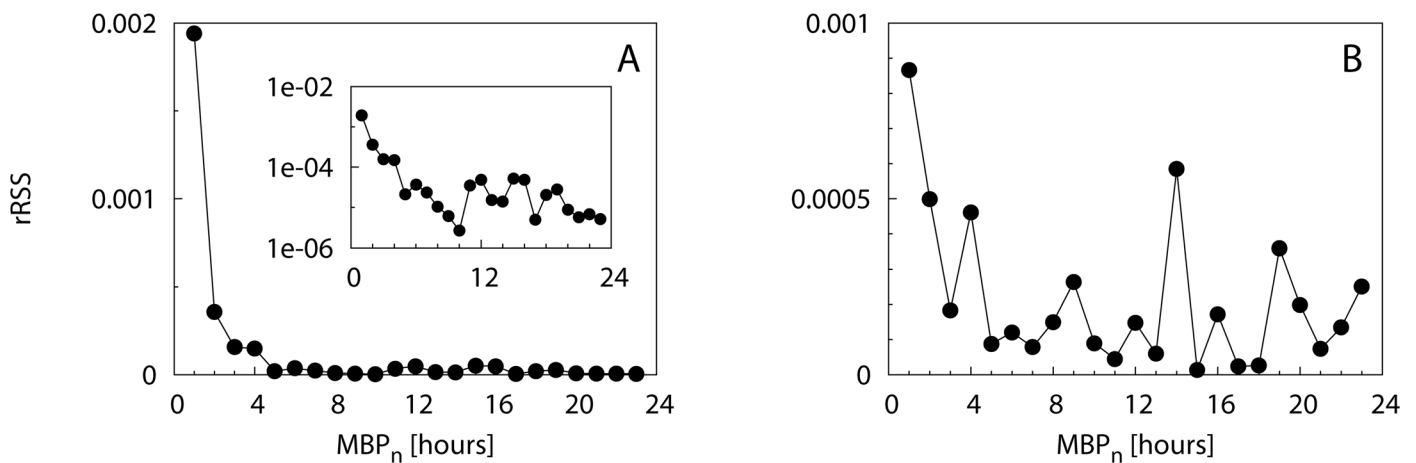 0.002
0.001
0
rRSS
A
1e-02
1e-04
1e-06
0 12 24
0 4 8 12 16 20 24
MBPn [hours]
0.001
0.0005
0
B
0 4 8 12 16 20 24
MBPn [hours]